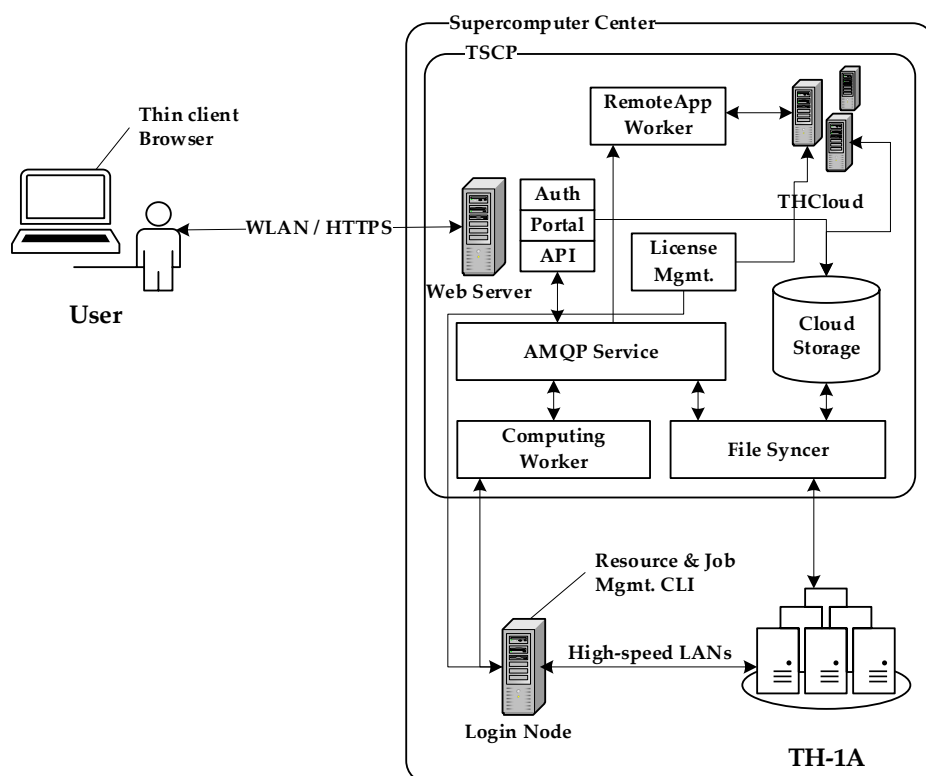 Supercomputer Center
TSCP
Thin client
Browser
RemoteApp
Worker
THCloud
Auth
Portal
API
WLAN / HTTPS
License
Mgmt.
Web Server
User
AMQP Service
Cloud
Storage
Computing
Worker
File Syncer
Resource & Job
Mgmt. CLI
High-speed LANs
Login Node
TH-1A